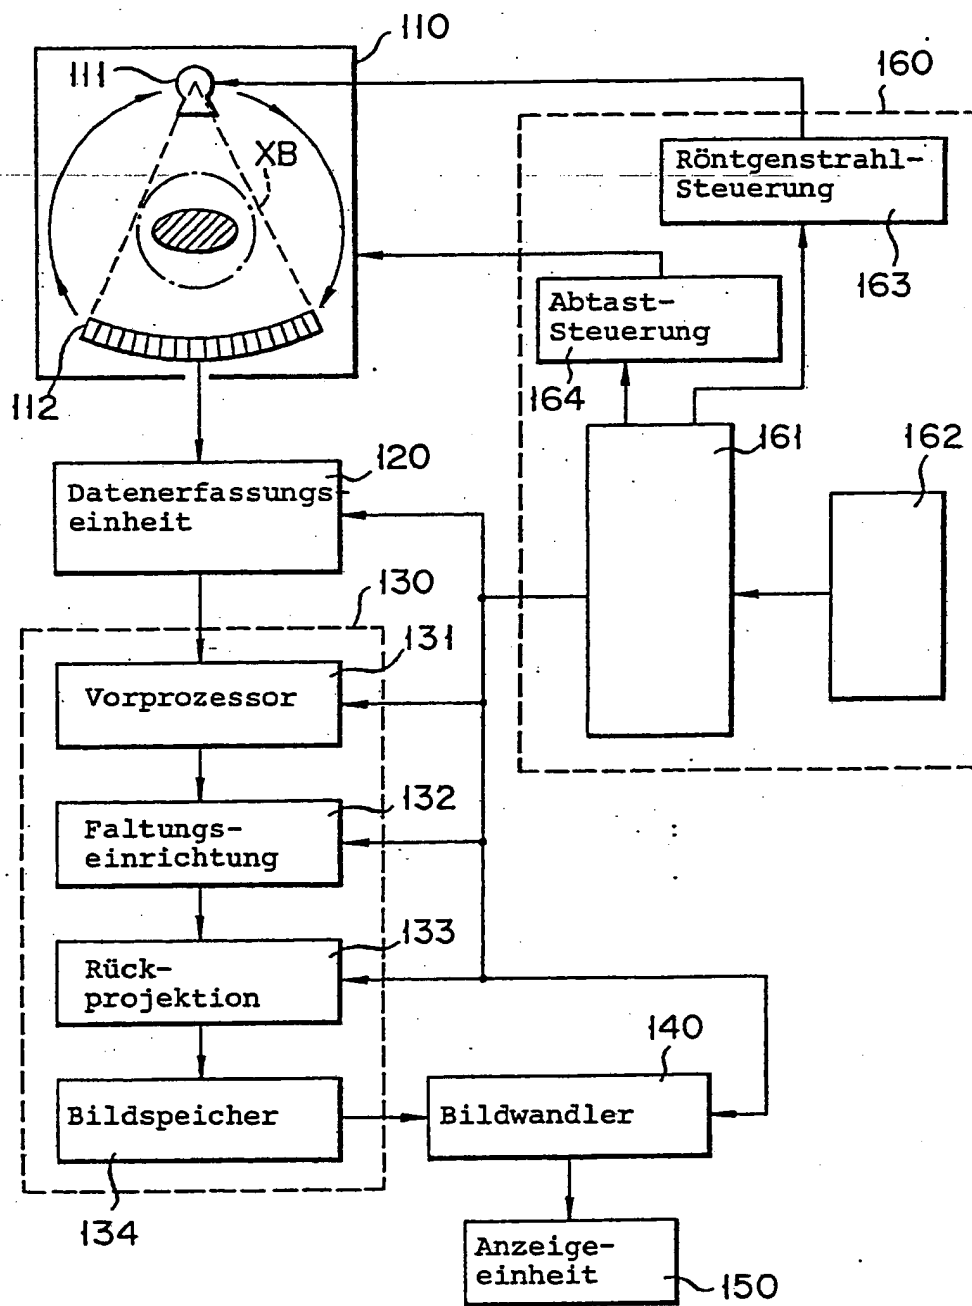 110
111
160
XB
Röntgenstrahl-
Steuerung
163
Abtast-
Steuerung
164
112
161
162
120
Datenerfassungs-
einheit
130
131
Vorprozessor
132
Faltungs-
einrichtung
133
Rück-
projektion
140
Bildspeicher
Bildwandler
134
Anzeige-
einheit
150